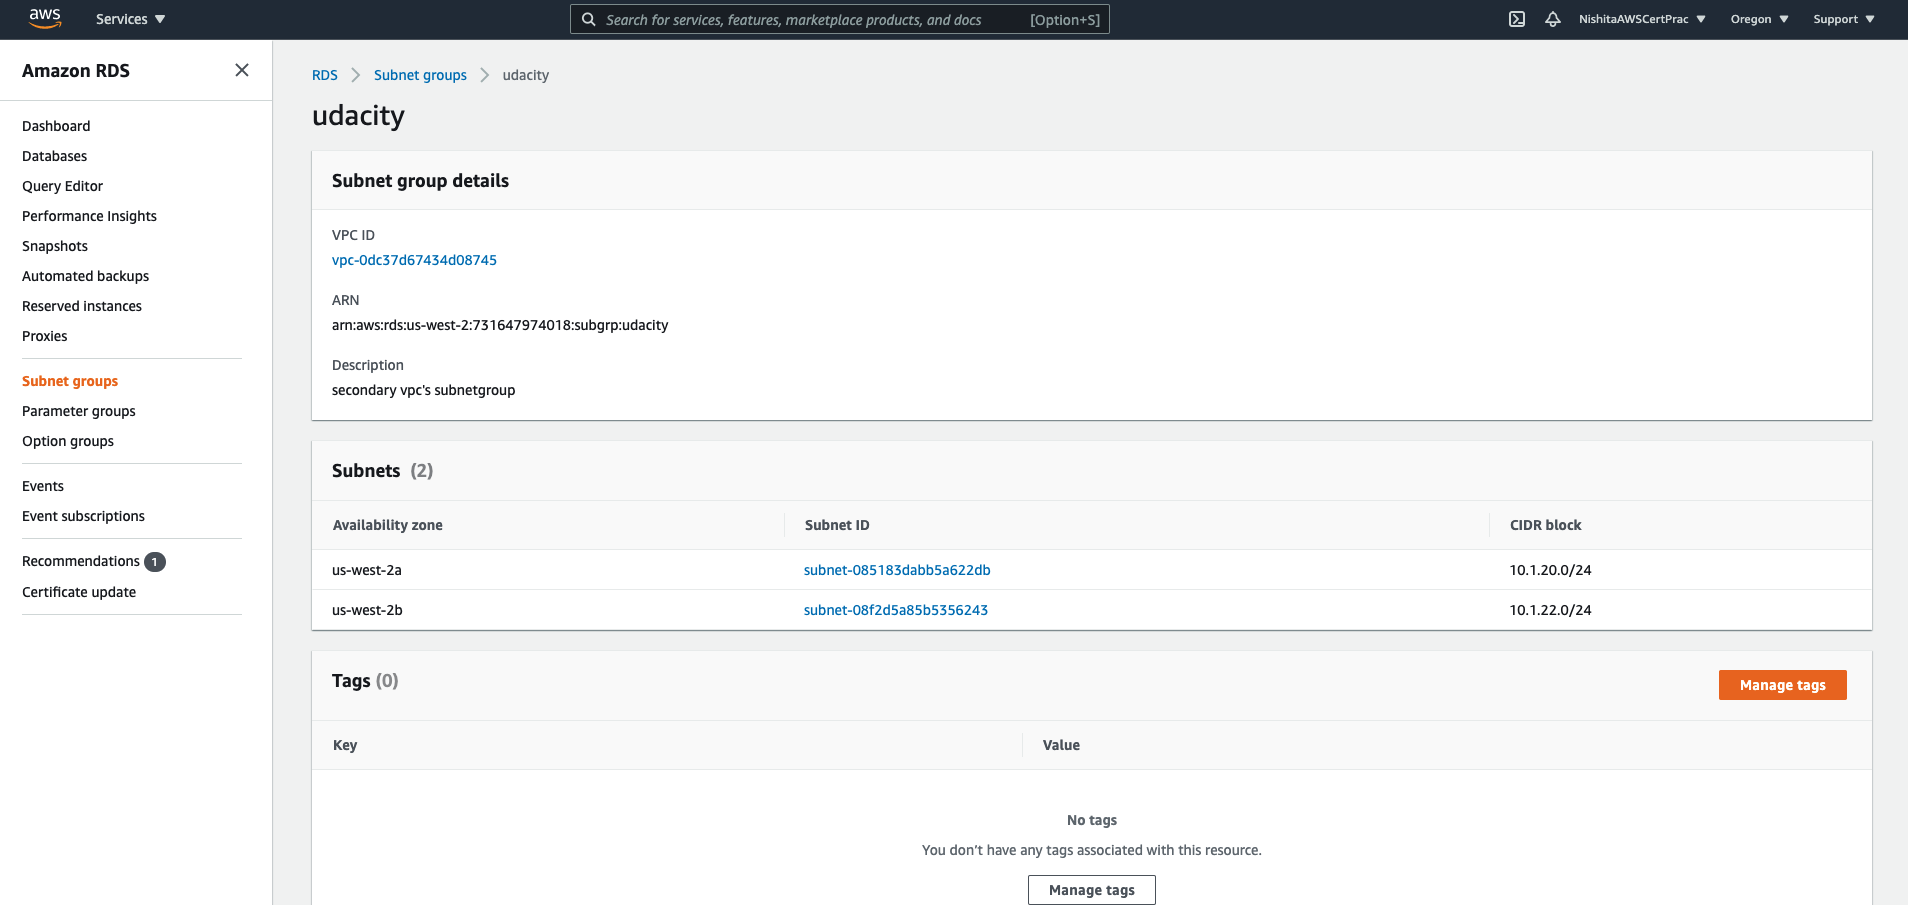 aws Services Search for services, features, marketplace products, and docs [Option+S] NishitaAWSCertPrac Oregon Support
Amazon RDS
Dashboard
Databases
Query Editor
Performance Insights
Snapshots
Automated backups
Reserved instances
Proxies
Subnet groups
Parameter groups
Option groups
Events
Event subscriptions
Recommendations 1
Certificate update
RDS Subnet groups udacity
udacity
Subnet group details
VPC ID
vpc-0dc37d67434d08745
ARN
arn:aws:rds:us-west-2:731647974018:subgrp:udacity
Description
secondary vpc's subnetgroup
Subnets (2)
Availability zone Subnet ID CIDR block
us-west-2a subnet-085183dabb5a622db 10.1.20.0/24
us-west-2b subnet-08f2d5a85b5356243 10.1.22.0/24
Tags (0) Manage tags
Key Value
No tags
You don't have any tags associated with this resource.
Manage tags